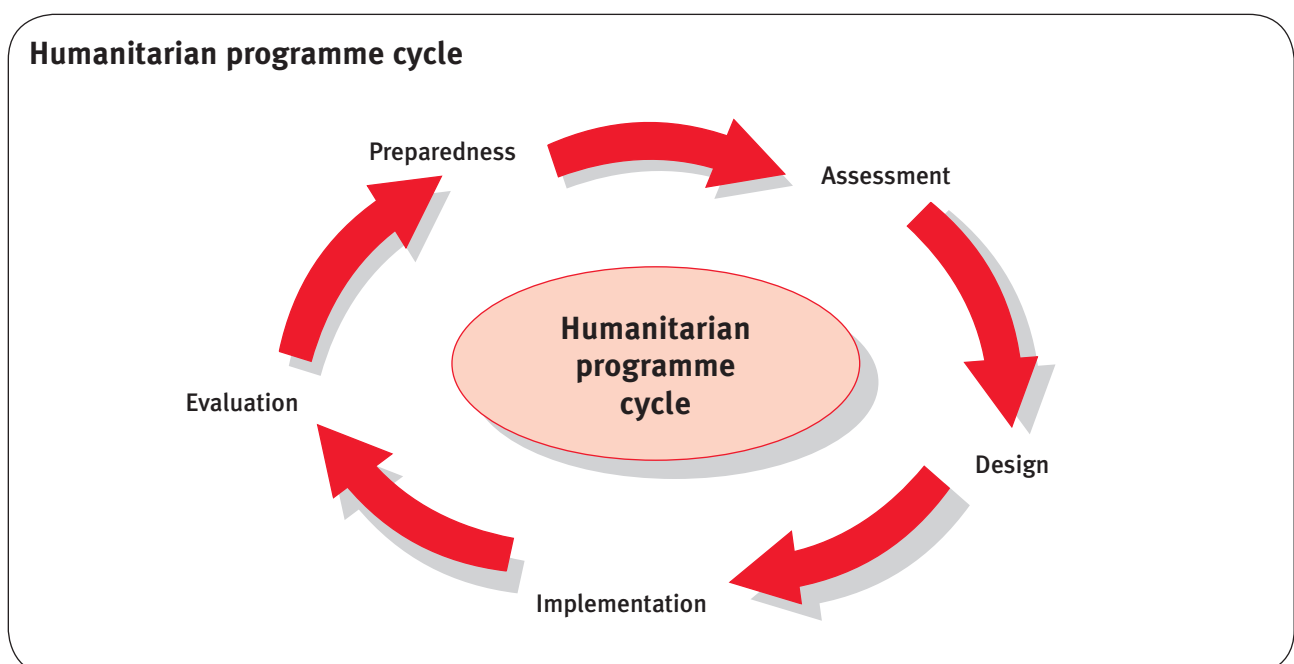 Humanitarian programme cycle
Preparedness
Assessment
Humanitarian
programme
cycle
Evaluation
Design
Implementation